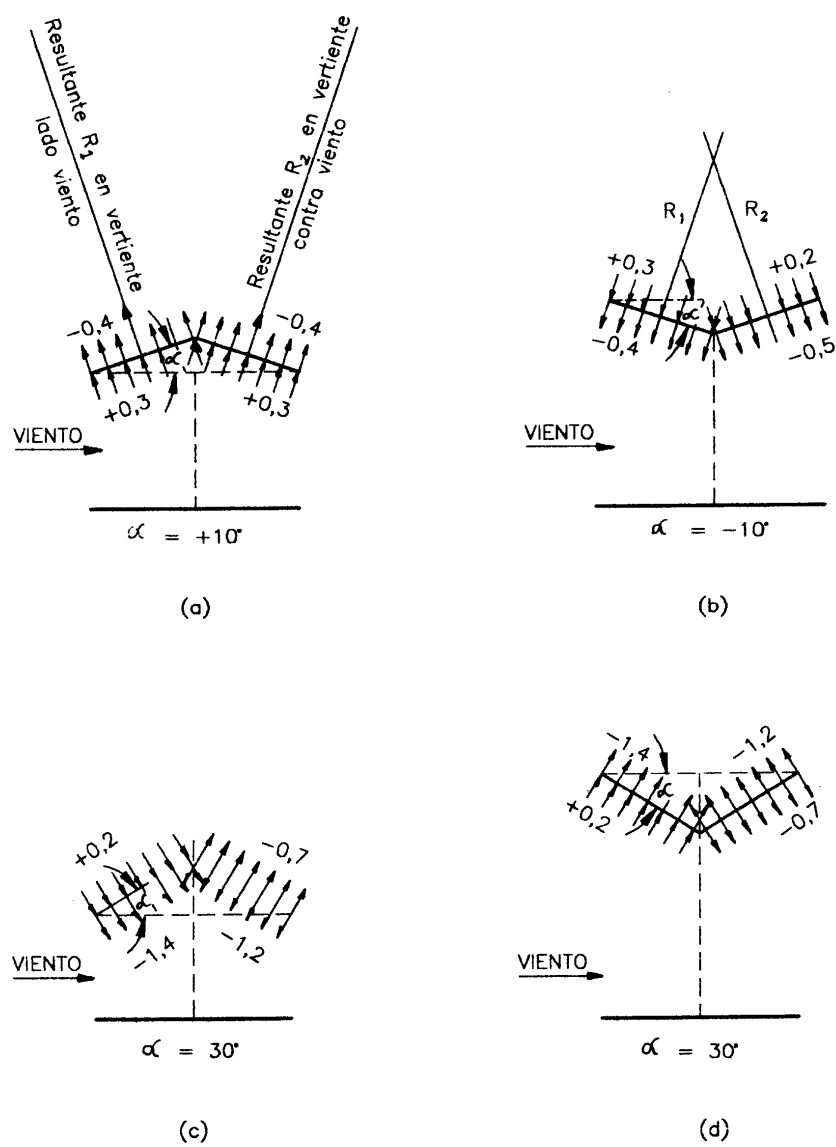 Resultante R₁ en vertiente
lado viento
Resultante R₂ en vertiente
contra viento
-0,4
-0,4
α
+0,3
+0,3
VIENTO
α = +10°
(a)
R₁
R₂
+0,3
+0,2
α
-0,4
-0,5
VIENTO
α = -10°
(b)
+0,2
-0,7
α₁
-1,4
-1,2
VIENTO
α = 30°
(c)
-1,4
-1,2
α
+0,2
-0,7
VIENTO
α = 30°
(d)